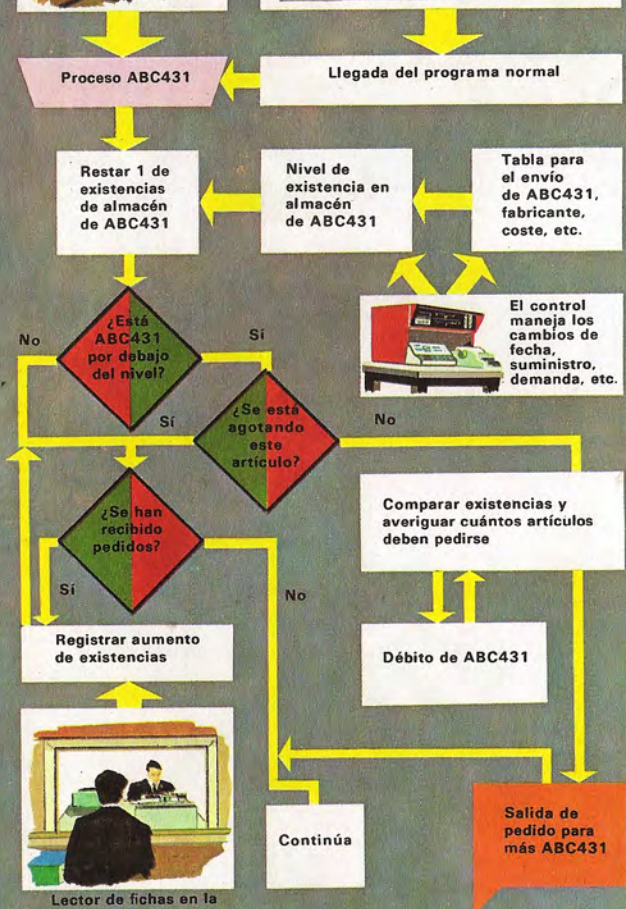 Proceso ABC431
Llegada del programa normal
Restar 1 de
existencias
de almacén
de ABC431
Nivel de
existencia en
almacén
de ABC431
Tabla para
el envío
de ABC431,
fabricante,
coste, etc.
El control
maneja los
cambios de
fecha,
suministro,
demanda, etc.
¿Está
ABC431
por debajo
del nivel?
No
Sí
¿Se está
agotando
este
artículo?
Sí
No
¿Se han
recibido
pedidos?
Sí
No
Comparar existencias y
averiguar cuántos artículos
deben pedirse
Registrar aumento
de existencias
Débito de ABC431
Continúa
Salida de
pedido para
más ABC431
Lector de fichas en la